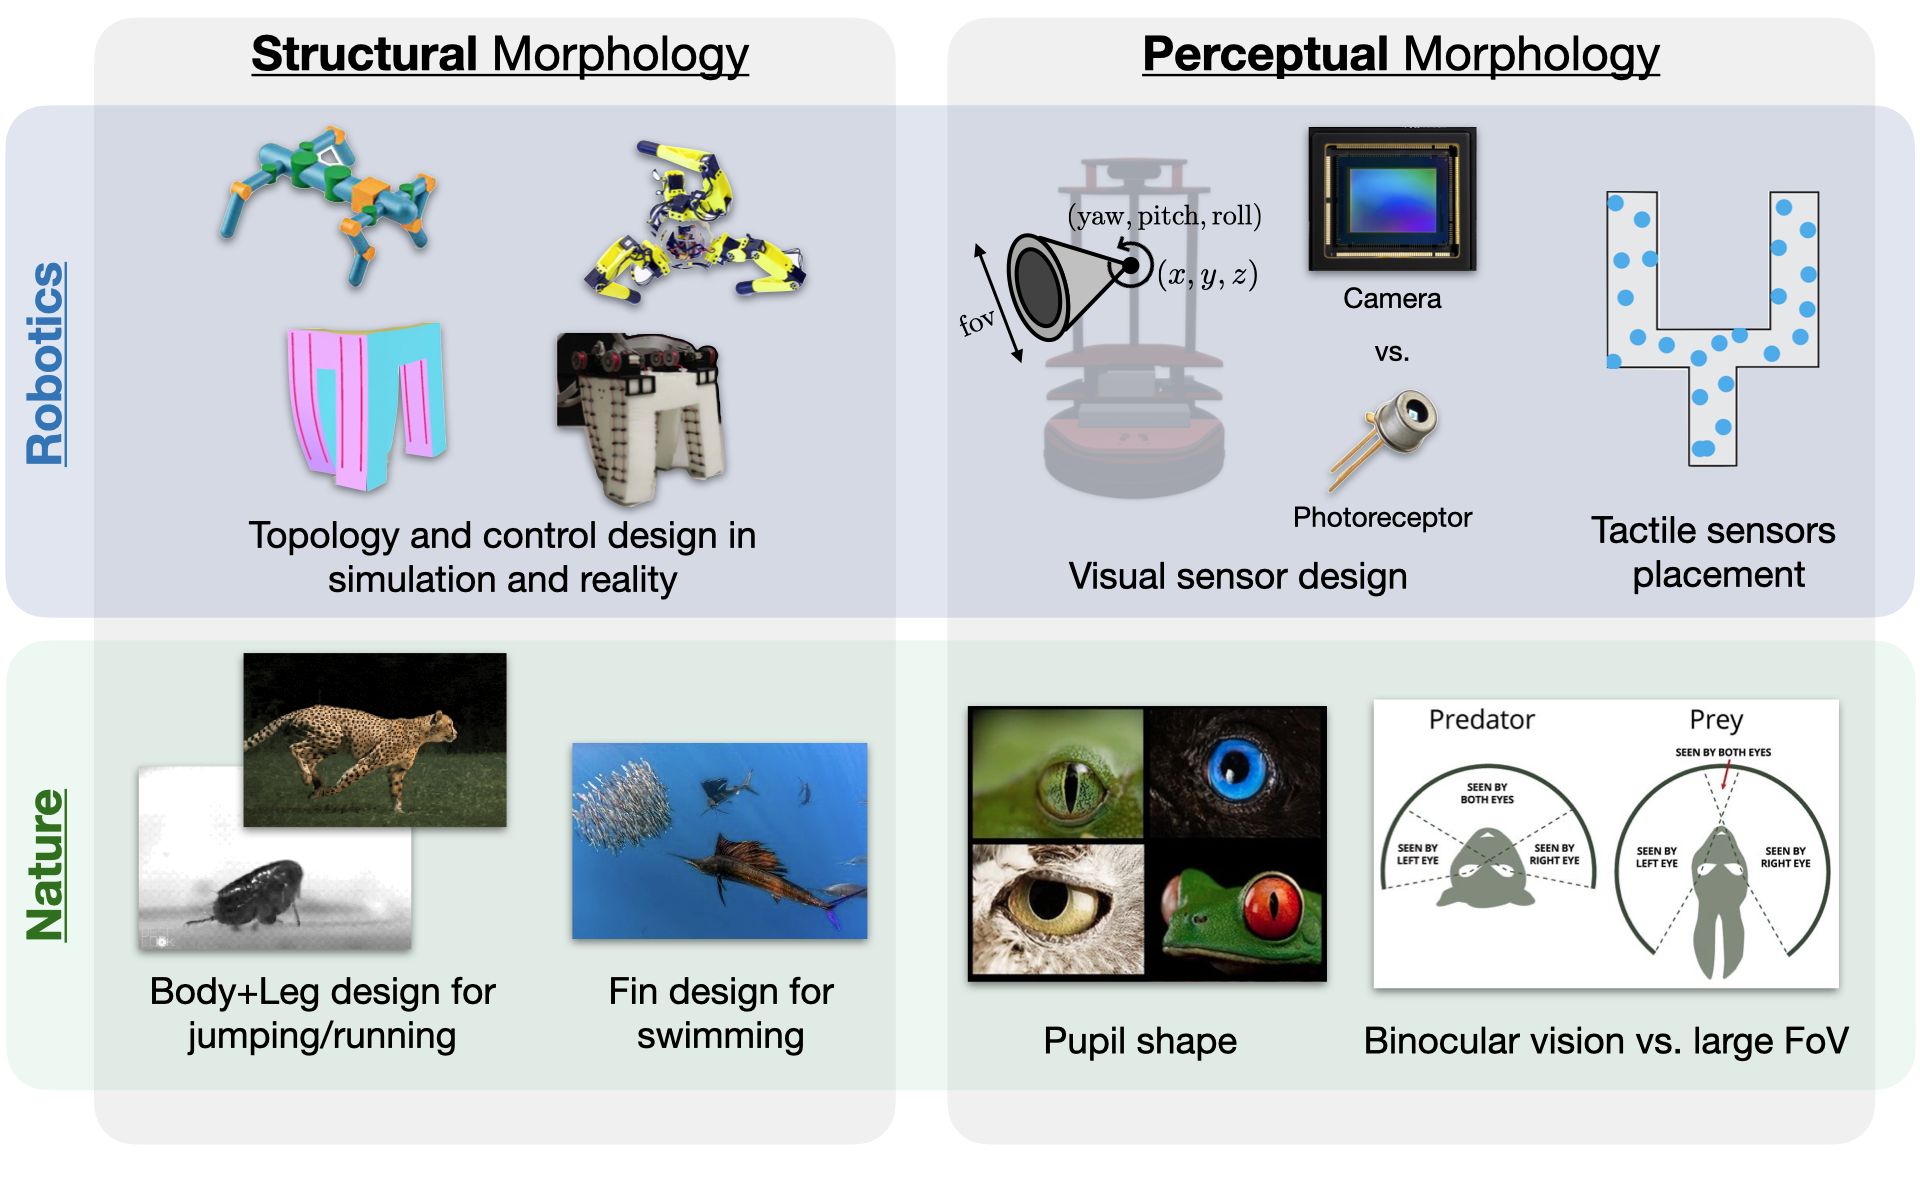 Structural Morphology
Perceptual Morphology
Robotics
Topology and control design in
simulation and reality
(yaw, pitch, roll)
(x, y, z)
fov
Camera
vs.
Photoreceptor
Visual sensor design
Tactile sensors
placement
Nature
Body+Leg design for
jumping/running
Fin design for
swimming
Pupil shape
Predator
SEEN BY
BOTH EYES
SEEN BY
LEFT EYE
SEEN BY
RIGHT EYE
Prey
SEEN BY BOTH EYES
SEEN BY
LEFT EYE
SEEN BY
RIGHT EYE
Binocular vision vs. large FoV